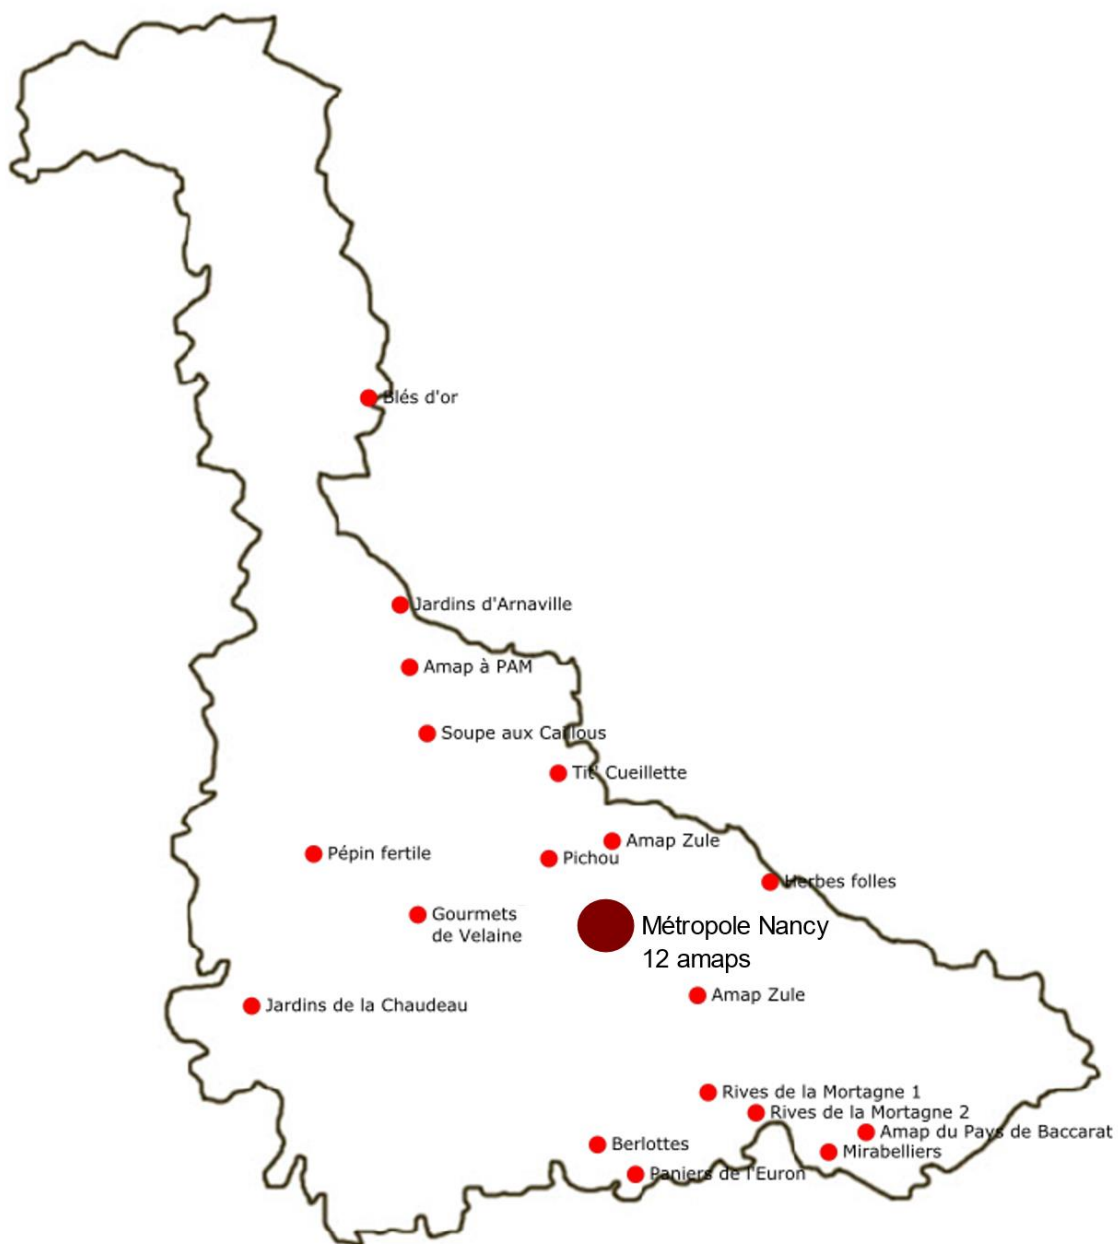 Blés d'or
Jardins d'Arnaville
Amap à PAM
Soupe aux Caillous
Tit' Cueillette
Amap Zule
Pépin fertile
Pichou
Herbes folles
Gourmets
de Velaine
Métropole Nancy
12 amaps
Amap Zule
Jardins de la Chaudeau
Rives de la Mortagne 1
Rives de la Mortagne 2
Amap du Pays de Baccarat
Berlottes
Mirabelliers
Paniers de l'Euron